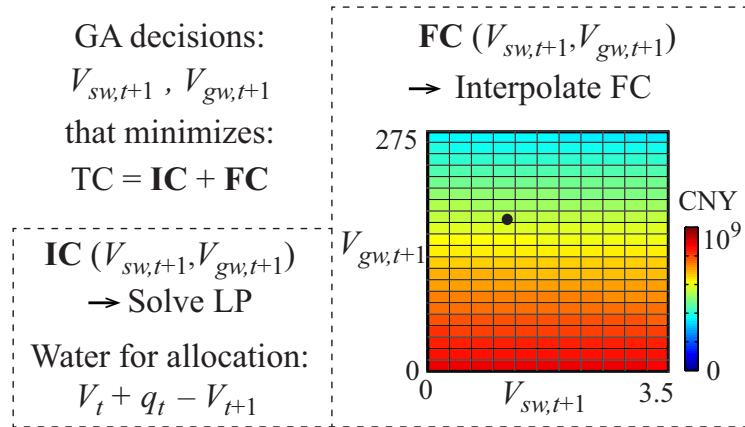 GA decisions:
V_{sw,t+1} , V_{gw,t+1}
that minimizes:
TC = IC + FC
IC (V_{sw,t+1},V_{gw,t+1})
→ Solve LP
Water for allocation:
V_t + q_t – V_{t+1}
FC (V_{sw,t+1},V_{gw,t+1})
→ Interpolate FC
275
V_{gw,t+1}
0
0
V_{sw,t+1}
3.5
CNY
10^9
0